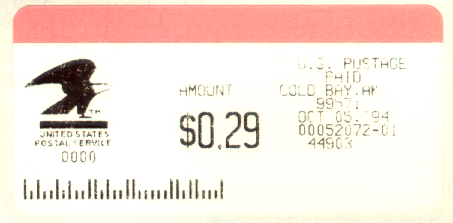 U.S. POSTAGE
PAID
COLD BAY, AK
99571
OCT 05, '94
00052072-01
44903
AMOUNT
$0.29
TM
UNITED STATES
POSTAL SERVICE
0000